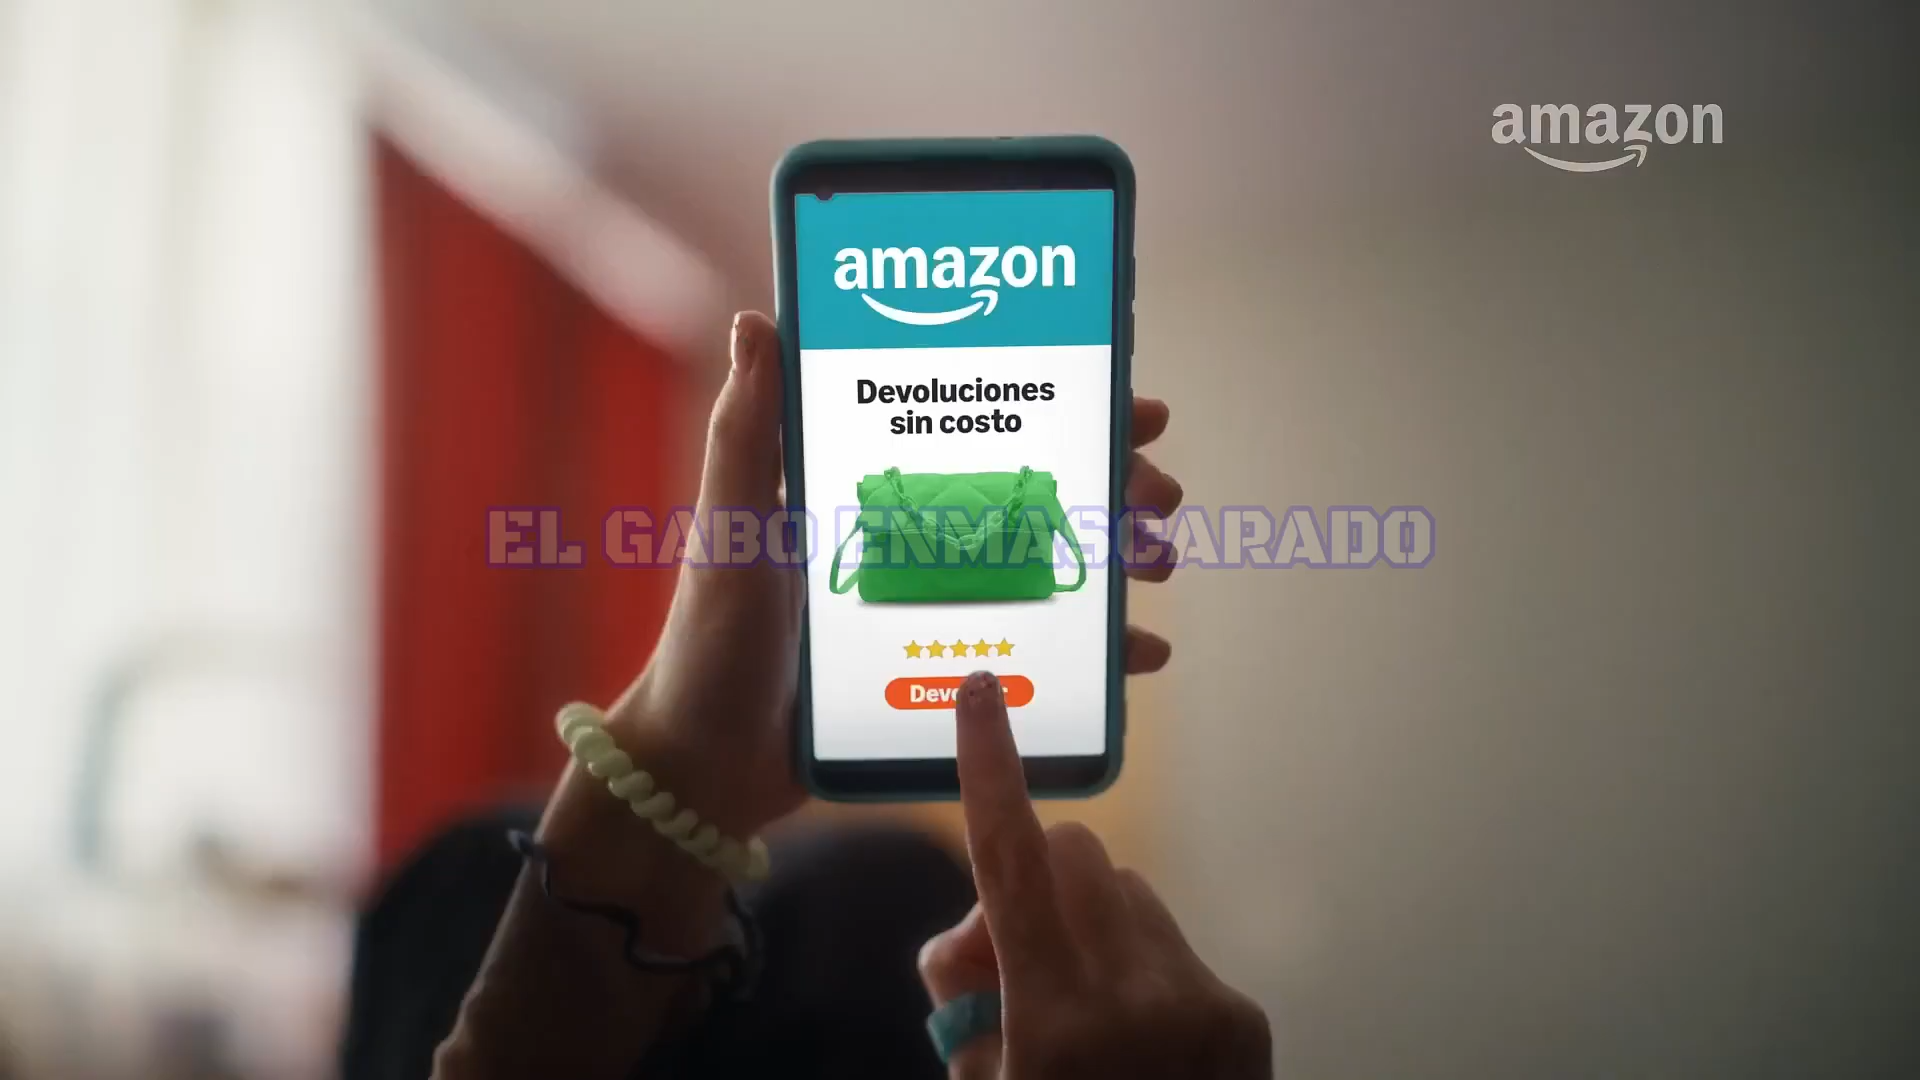 amazon
amazon
Devoluciones
sin costo
EL GABO ENMASCARADO